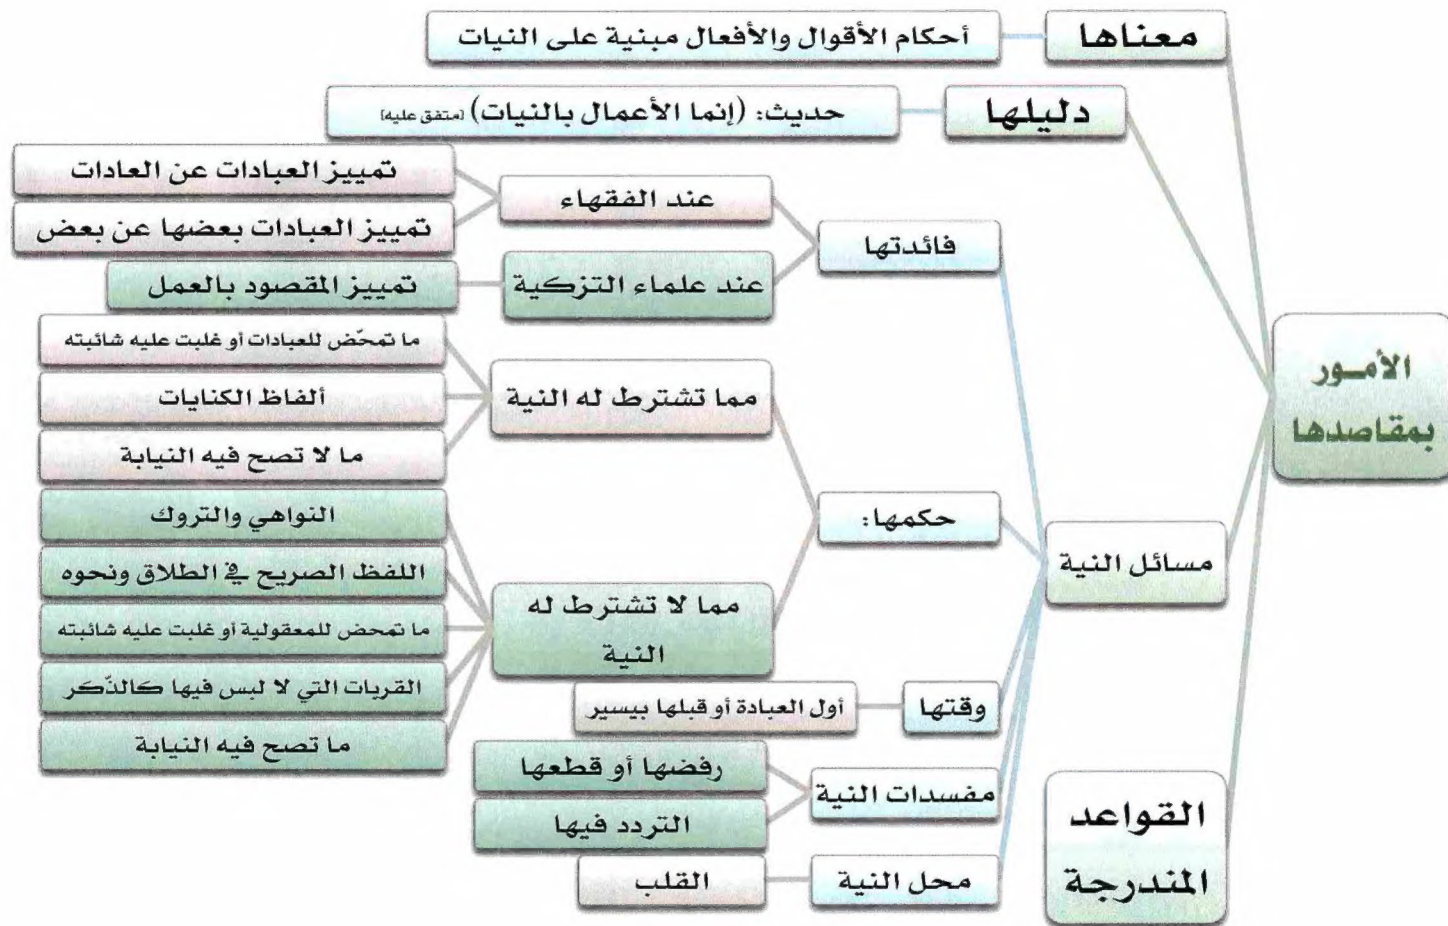 الأمـور
بمقاصدها
معناها
أحكام الأقوال والأفعال مبنية على النيات
دليلها
حديث: (إنما الأعمال بالنيات) [متفق عليه]
مسائل النية
فائدتها
عند الفقهاء
تمييز العبادات عن العادات
تمييز العبادات بعضها عن بعض
عند علماء التزكية
تمييز المقصود بالعمل
حكمها:
مما تشترط له النية
ما تمحّض للعبادات أو غلبت عليه شائبته
ألفاظ الكنايات
ما لا تصح فيه النيابة
مما لا تشترط له
النية
النواهي والتروك
اللفظ الصريح في الطلاق ونحوه
ما تمحض للمعقولية أو غلبت عليه شائبته
القربات التي لا لبس فيها كالذّكر
ما تصح فيه النيابة
وقتها
أول العبادة أو قبلها بيسير
مفسدات النية
رفضها أو قطعها
التردد فيها
محل النية
القلب
القواعد
المندرجة